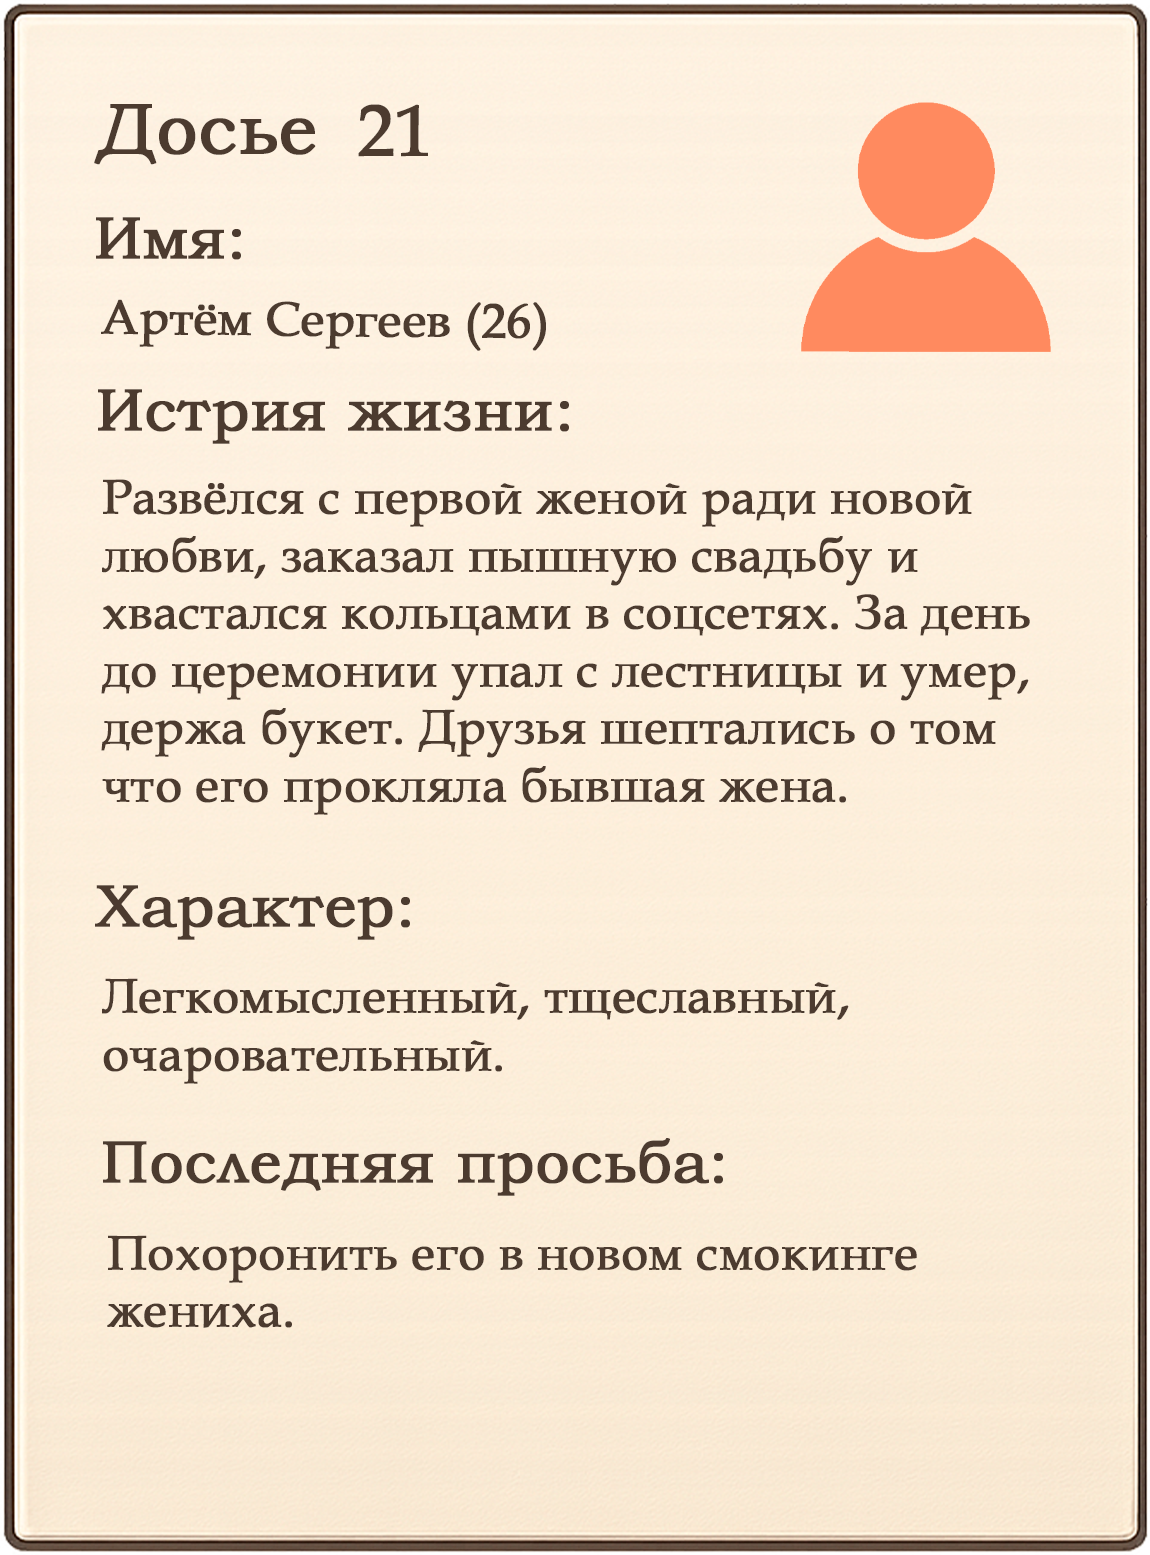 Досье 21
Имя:
Артём Сергеев (26)
Истрия жизни:
Развёлся с первой женой ради новой
любви, заказал пышную свадьбу и
хвастался кольцами в соцсетях. За день
до церемонии упал с лестницы и умер,
держа букет. Друзья шептались о том
что его прокляла бывшая жена.
Характер:
Легкомысленный, тщеславный,
очаровательный.
Последняя просьба:
Похоронить его в новом смокинге
жениха.